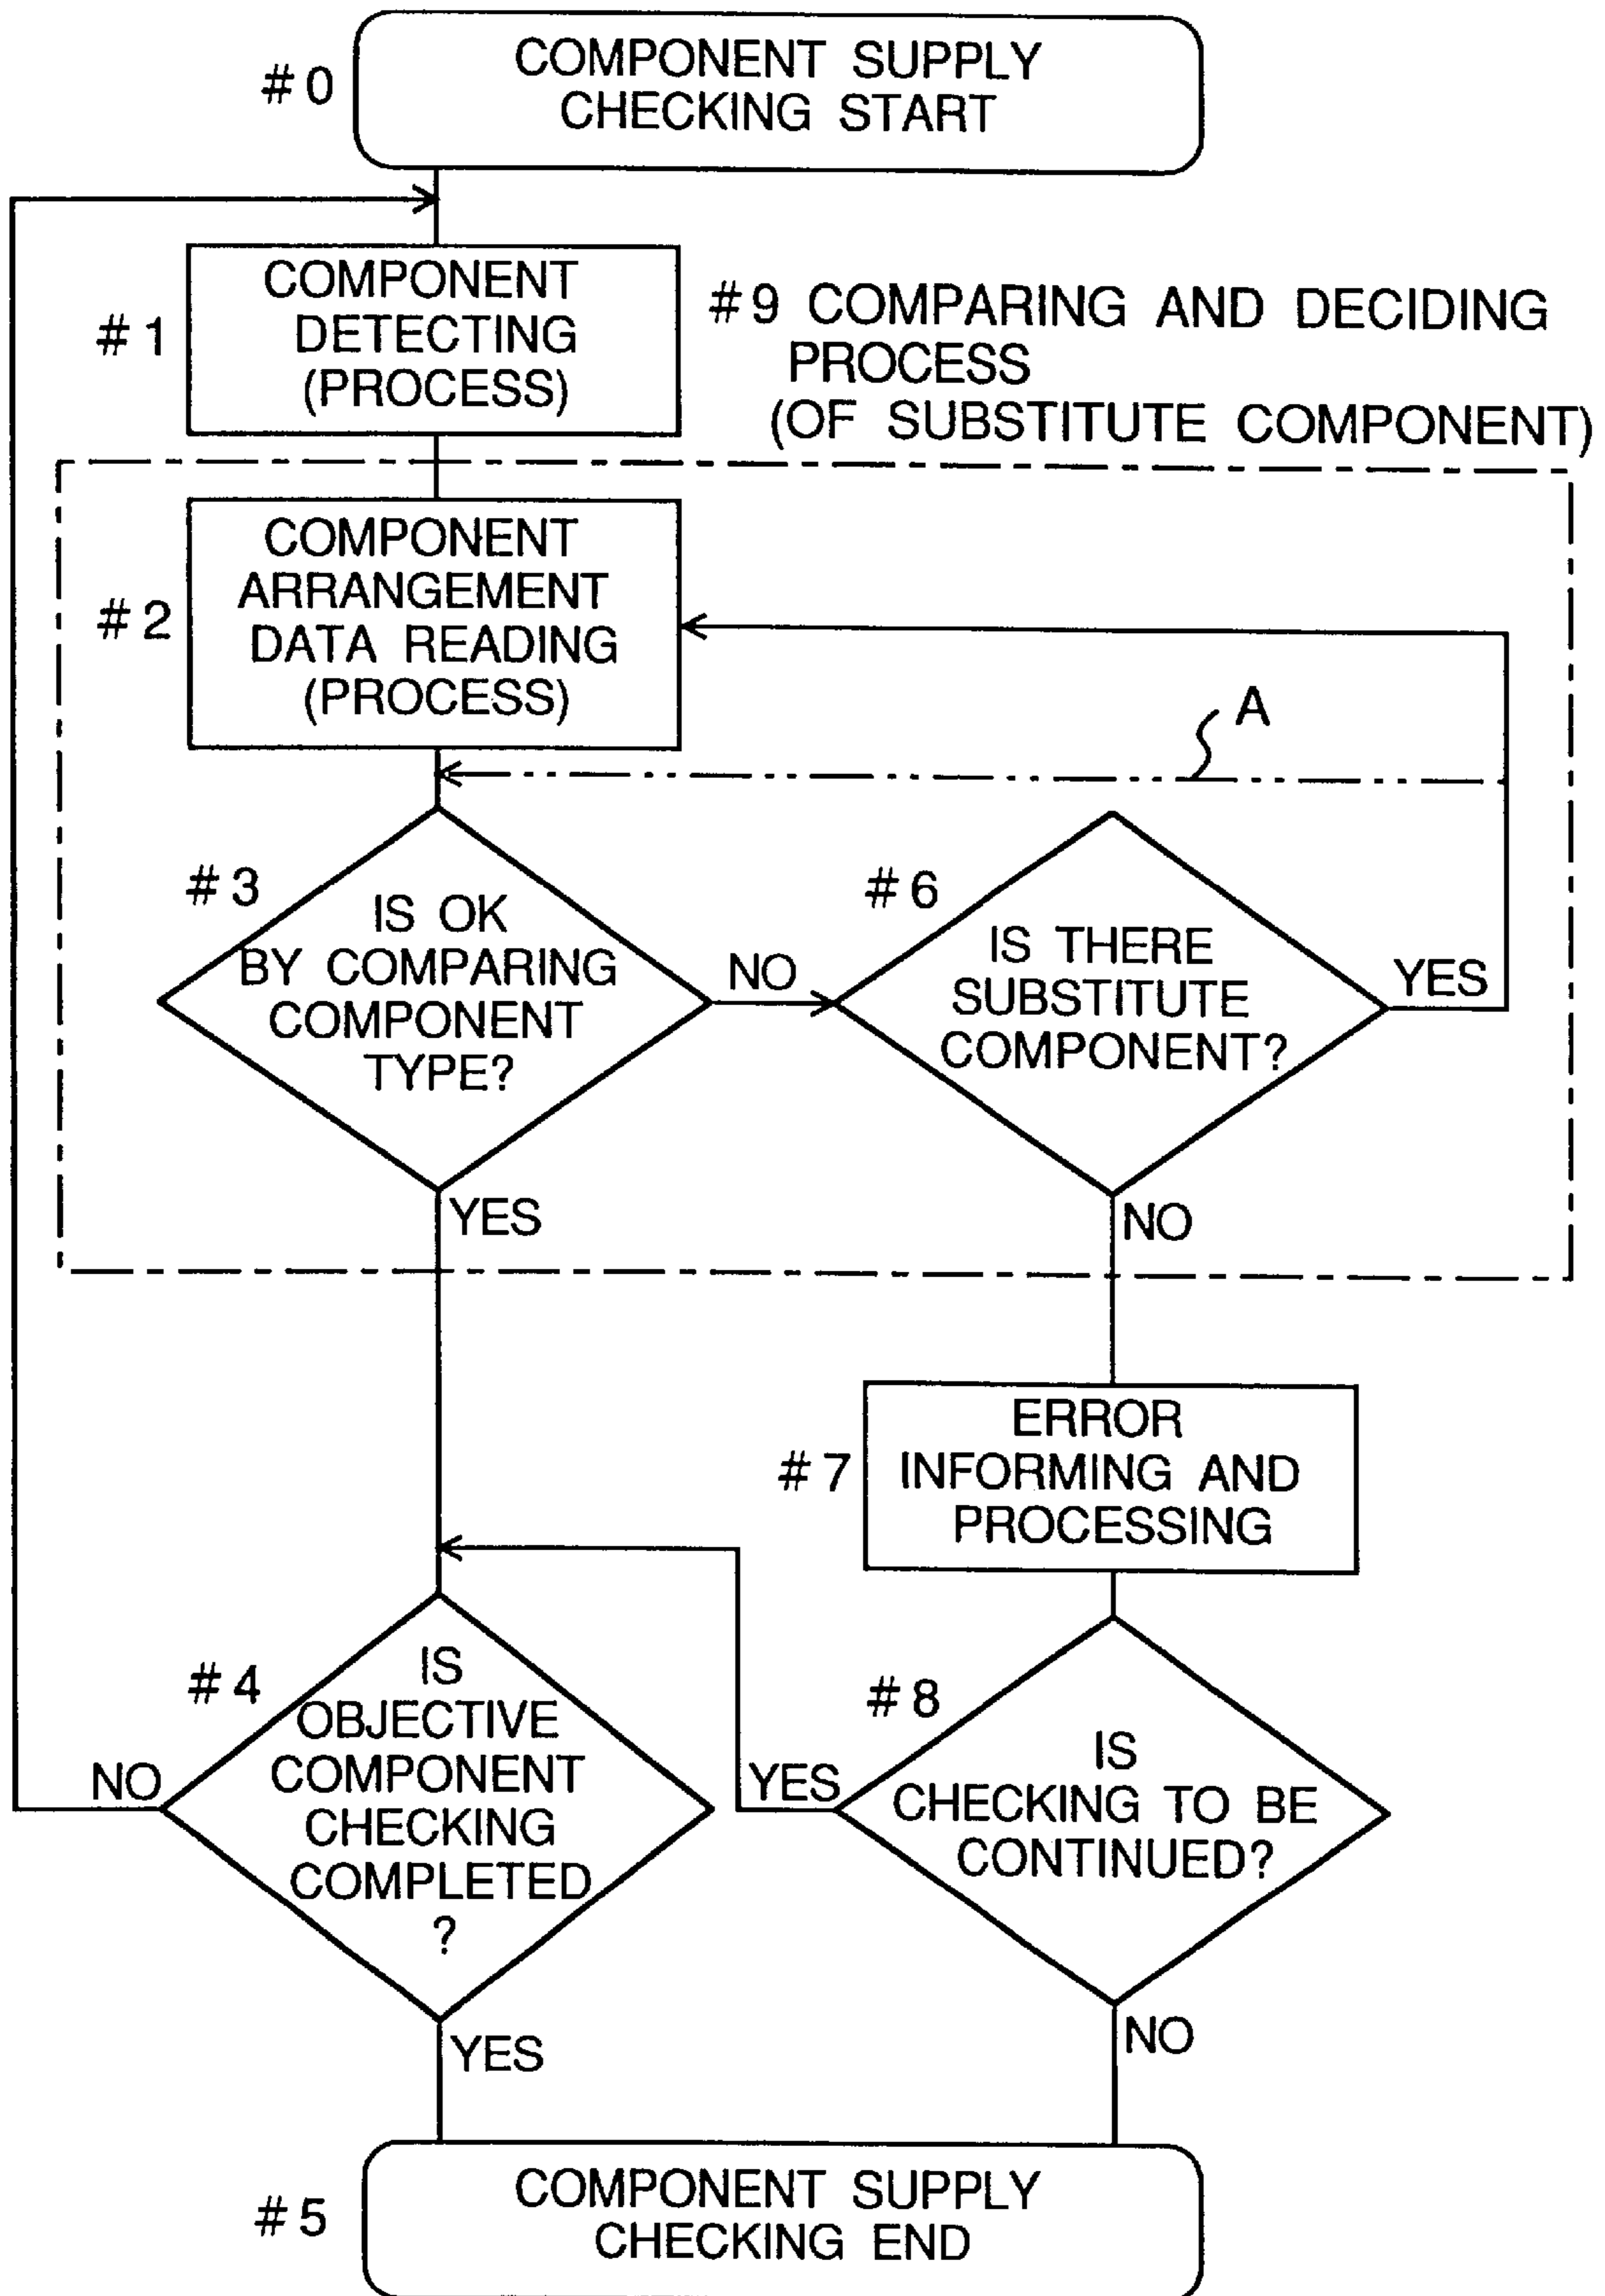 #0
COMPONENT SUPPLY
CHECKING START
#1
COMPONENT
DETECTING
(PROCESS)
#9 COMPARING AND DECIDING
PROCESS
(OF SUBSTITUTE COMPONENT)
#2
COMPONENT
ARRANGEMENT
DATA READING
(PROCESS)
A
#3
IS OK
BY COMPARING
COMPONENT
TYPE?
NO
#6
IS THERE
SUBSTITUTE
COMPONENT?
YES
YES
NO
#7
ERROR
INFORMING AND
PROCESSING
#4
IS
OBJECTIVE
COMPONENT
CHECKING
COMPLETED
?
NO
#8
IS
CHECKING TO BE
CONTINUED?
YES
YES
NO
#5
COMPONENT SUPPLY
CHECKING END